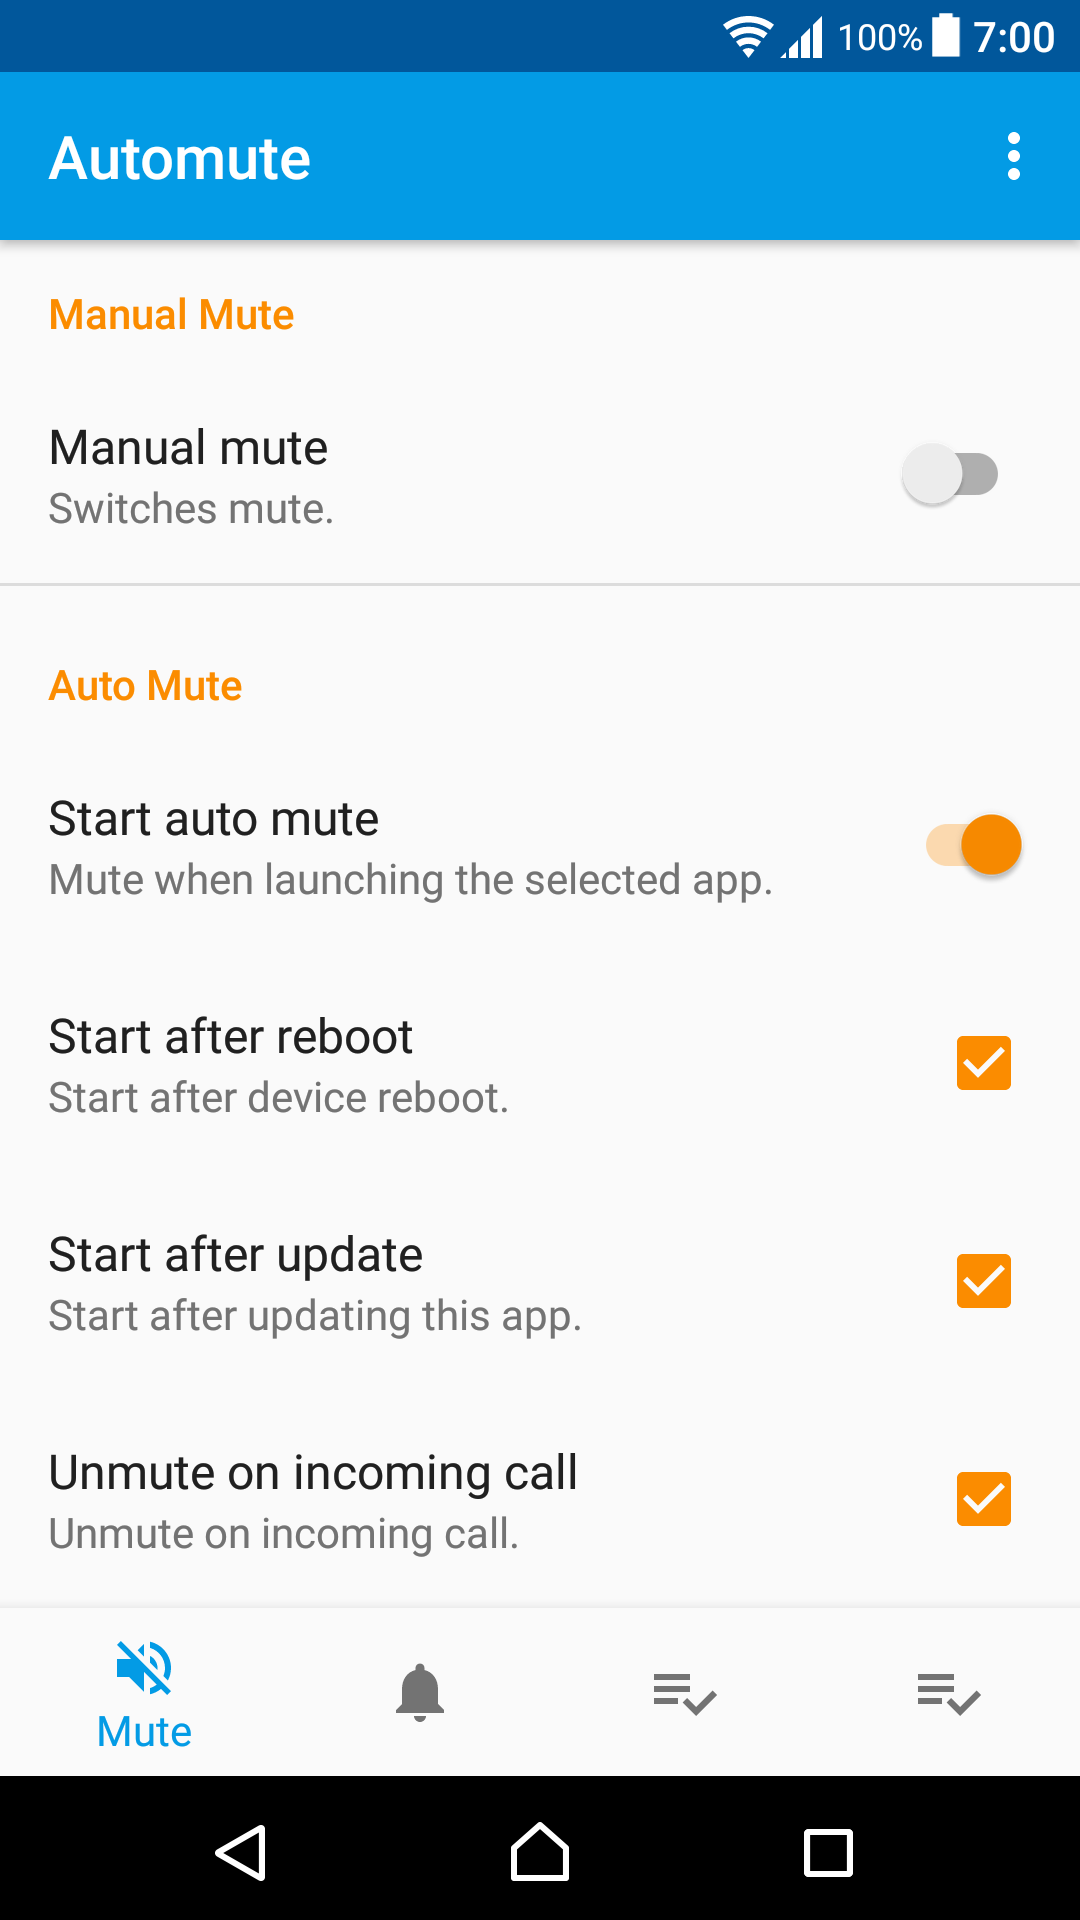 100% 7:00
Automute
Manual Mute
Manual mute
Switches mute.
Auto Mute
Start auto mute
Mute when launching the selected app.
Start after reboot
Start after device reboot.
Start after update
Start after updating this app.
Unmute on incoming call
Unmute on incoming call.
Mute